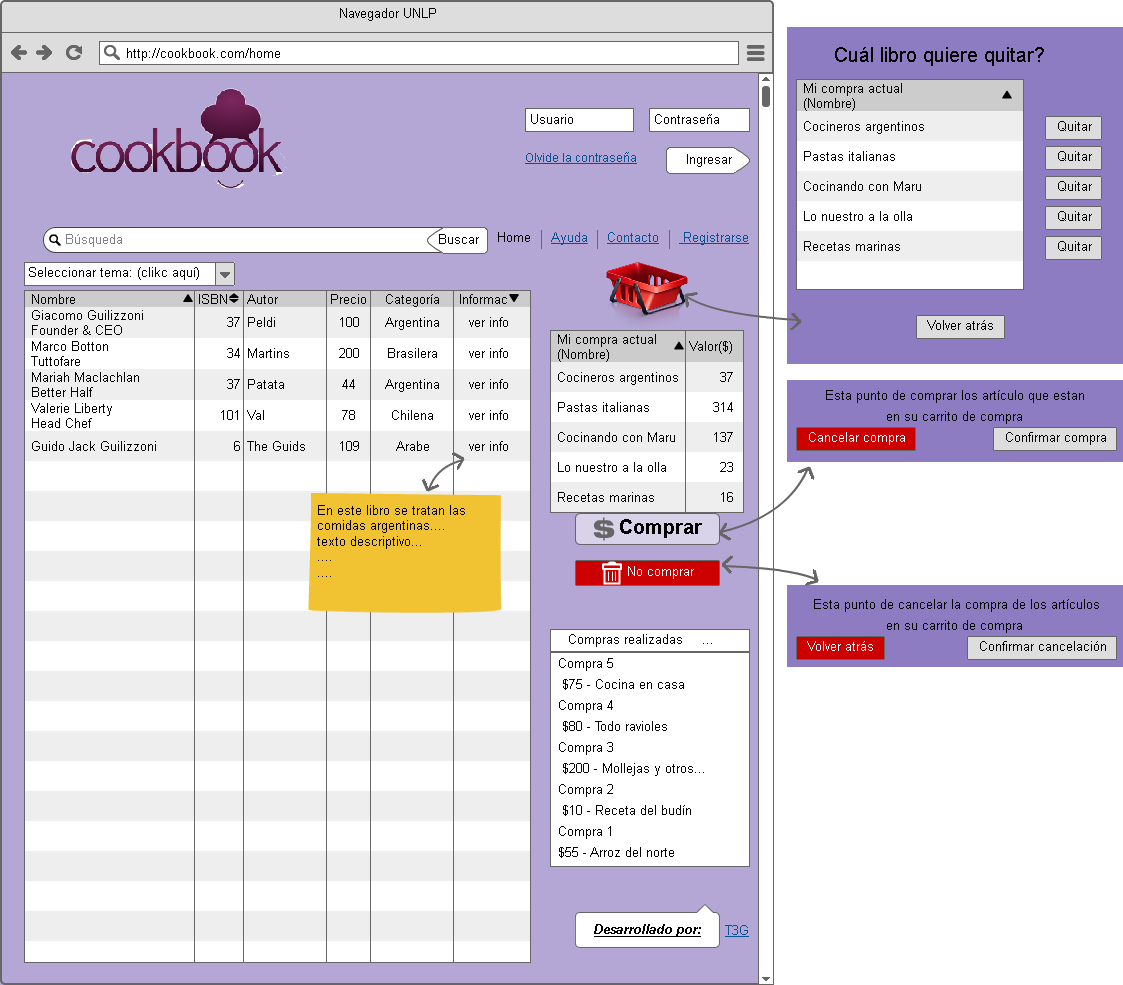 Navegador UNLP
http://cookbook.com/home
cookbook
Usuario
Contraseña
Olvide la contraseña
Ingresar
Búsqueda
Buscar
Home
Ayuda
Contacto
Registrarse
Seleccionar tema: (clikc aquí)
Nombre ISBN Autor Precio Categoría Informac
Giacomo Guilizzoni
Founder & CEO
37 Peldi 100 Argentina ver info
Marco Botton
Tuttofare
34 Martins 200 Brasilera ver info
Mariah Maclachlan
Better Half
37 Patata 44 Argentina ver info
Valerie Liberty
Head Chef
101 Val 78 Chilena ver info
Guido Jack Guilizzoni 6 The Guids 109 Arabe ver info
En este libro se tratan las
comidas argentinas....
texto descriptivo...
....
....
Mi compra actual
(Nombre)
Valor($)
Cocineros argentinos 37
Pastas italianas 314
Cocinando con Maru 137
Lo nuestro a la olla 23
Recetas marinas 16
$ Comprar
No comprar
Compras realizadas ...
Compra 5
$75 - Cocina en casa
Compra 4
$80 - Todo ravioles
Compra 3
$200 - Mollejas y otros...
Compra 2
$10 - Receta del budín
Compra 1
$55 - Arroz del norte
Desarrollado por:
T3G
Cuál libro quiere quitar?
Mi compra actual
(Nombre)
Cocineros argentinos Quitar
Pastas italianas Quitar
Cocinando con Maru Quitar
Lo nuestro a la olla Quitar
Recetas marinas Quitar
Volver atrás
Esta punto de comprar los artículo que estan
en su carrito de compra
Cancelar compra
Confirmar compra
Esta punto de cancelar la compra de los artículos
en su carrito de compra
Volver atrás
Confirmar cancelación